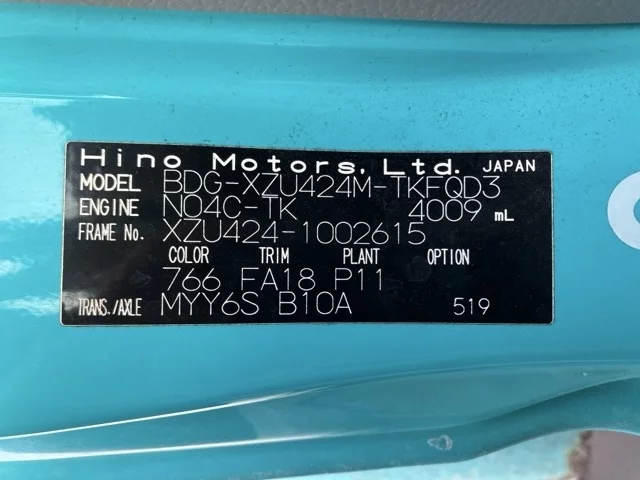 Hino Motors, Ltd. JAPAN
MODEL BDG-XZU424M-TKFQD3
ENGINE N04C-TK 4009 mL
FRAME No. XZU424-1002615
COLOR TRIM PLANT OPTION
766 FA18 P11
TRANS./AXLE MYY6S B10A 519